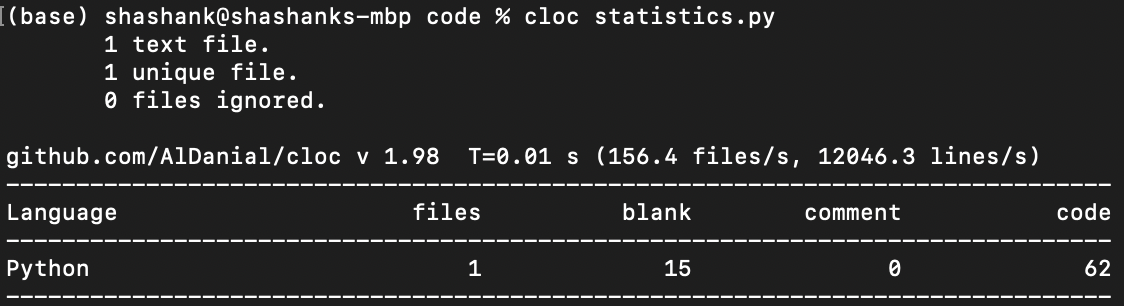 (base) shashank@shashanks-mbp code % cloc statistics.py
1 text file.
1 unique file.
0 files ignored.
github.com/AlDanial/cloc v 1.98  T=0.01 s (156.4 files/s, 12046.3 lines/s)
-------------------------------------------------------------------------------
Language                     files          blank        comment           code
-------------------------------------------------------------------------------
Python                           1             15              0             62
-------------------------------------------------------------------------------